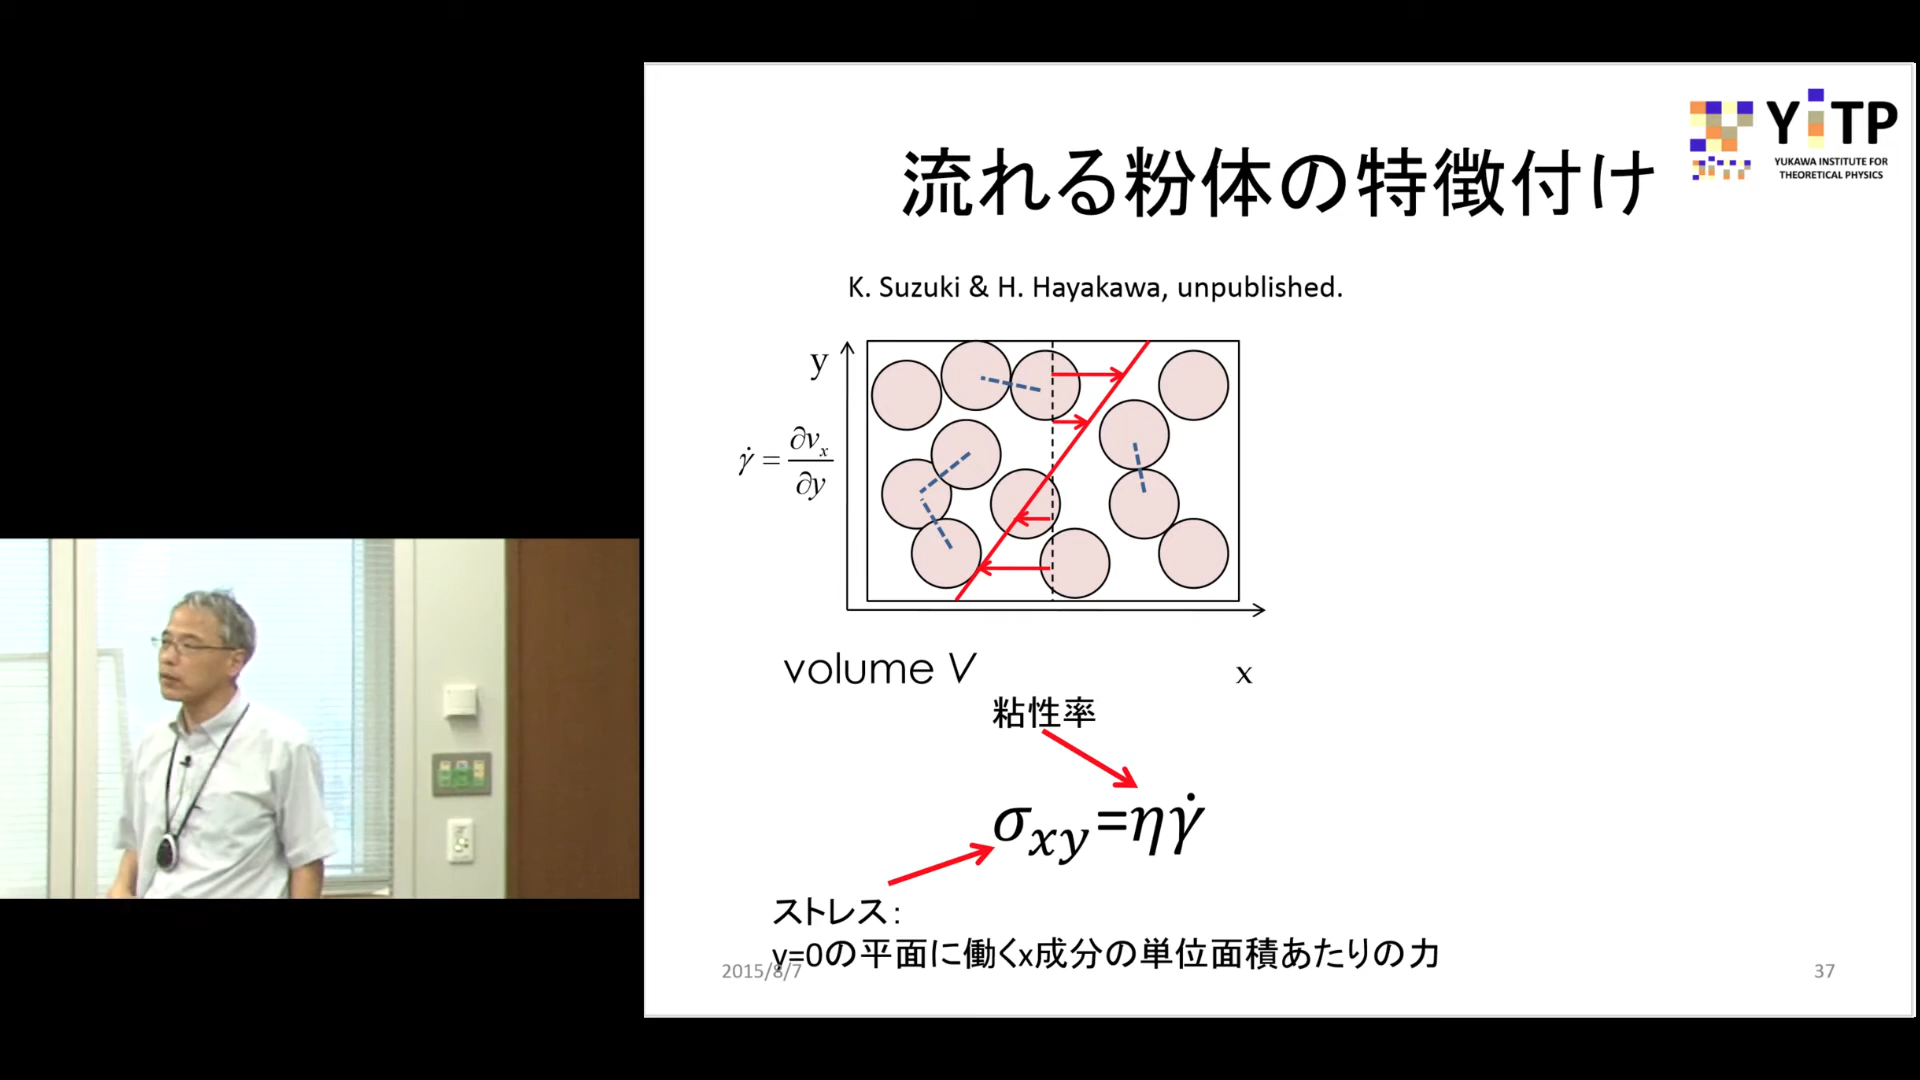 YiTP
YUKAWA INSTITUTE FOR
THEORETICAL PHYSICS
流れる粉体の特徴付け
K. Suzuki & H. Hayakawa, unpublished.
y
γ̇ = ∂vₓ/∂y
volume V
x
粘性率
σxy=ηγ̇
ストレス：
y=0の平面に働くx成分の単位面積あたりの力
2015/8/7
37